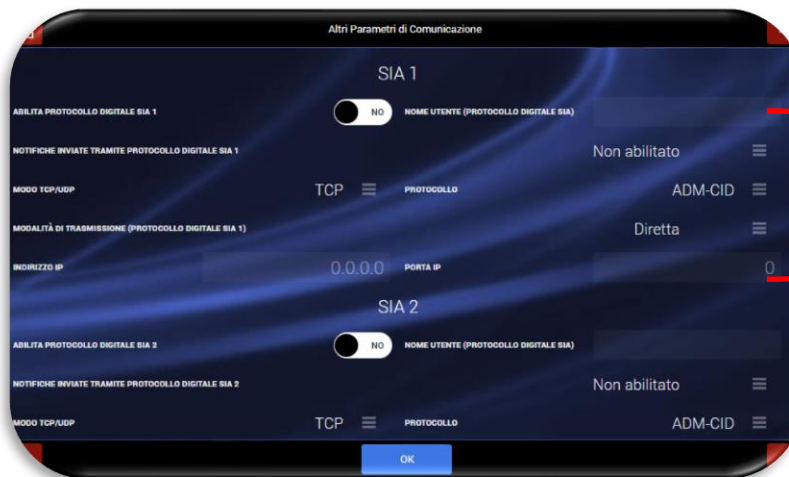 Altri Parametri di Comunicazione
SIA 1
ABILITA PROTOCOLLO DIGITALE SIA 1 NO NOME UTENTE (PROTOCOLLO DIGITALE SIA)
NOTIFICHE INVIATE TRAMITE PROTOCOLLO DIGITALE SIA 1 Non abilitato
MODO TCP/UDP TCP PROTOCOLLO ADM-CID
MODALITÀ DI TRASMISSIONE (PROTOCOLLO DIGITALE SIA 1) Diretta
INDIRIZZO IP 0.0.0.0 PORTA IP 0
SIA 2
ABILITA PROTOCOLLO DIGITALE SIA 2 NO NOME UTENTE (PROTOCOLLO DIGITALE SIA)
NOTIFICHE INVIATE TRAMITE PROTOCOLLO DIGITALE SIA 2 Non abilitato
MODO TCP/UDP TCP PROTOCOLLO ADM-CID
OK